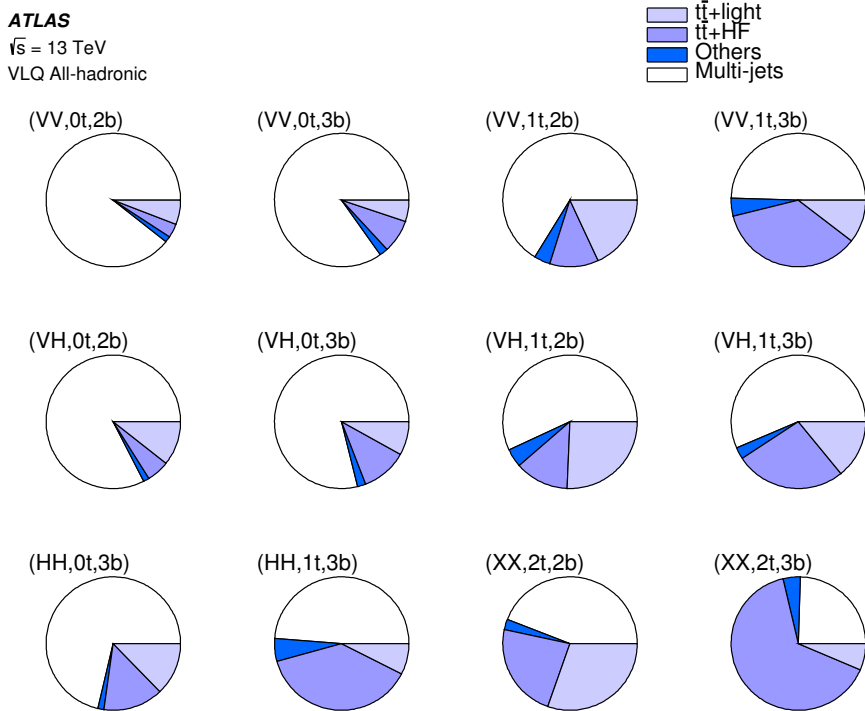 ATLAS
√s = 13 TeV
VLQ All-hadronic
tt̄+light
tt̄+HF
Others
Multi-jets
(VV,0t,2b) (VV,0t,3b) (VV,1t,2b) (VV,1t,3b)
(VH,0t,2b) (VH,0t,3b) (VH,1t,2b) (VH,1t,3b)
(HH,0t,3b) (HH,1t,3b) (XX,2t,2b) (XX,2t,3b)